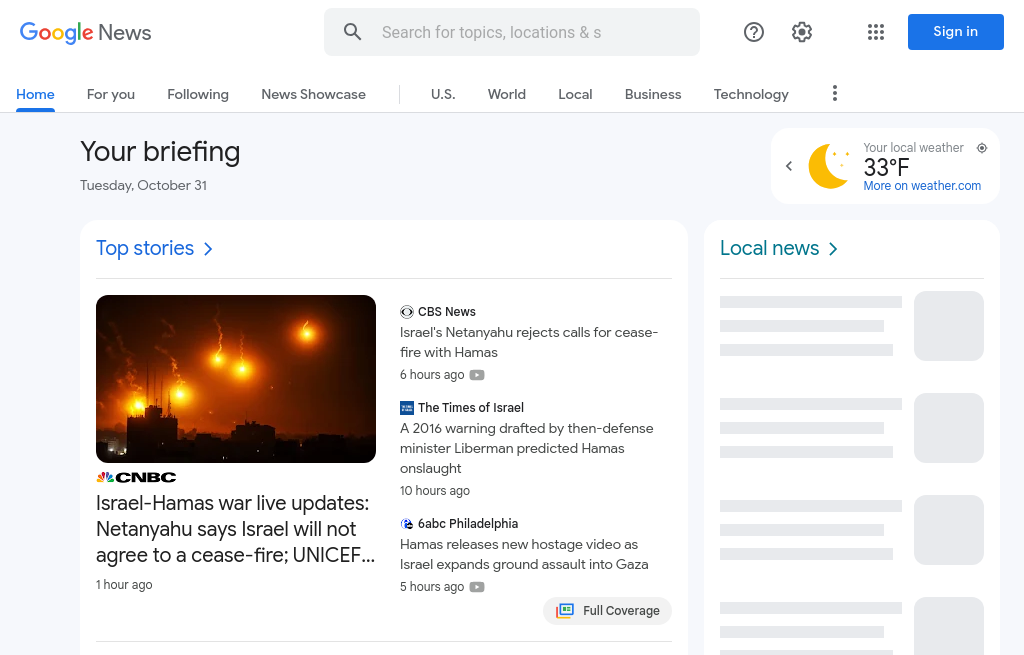 Google News
Search for topics, locations & s
Sign in
Home
For you
Following
News Showcase
U.S.
World
Local
Business
Technology
Your briefing
Tuesday, October 31
Your local weather
33°F
More on weather.com
Top stories
CNBC
Israel-Hamas war live updates:
Netanyahu says Israel will not
agree to a cease-fire; UNICEF...
1 hour ago
CBS News
Israel's Netanyahu rejects calls for cease-
fire with Hamas
6 hours ago
The Times of Israel
A 2016 warning drafted by then-defense
minister Liberman predicted Hamas
onslaught
10 hours ago
6abc Philadelphia
Hamas releases new hostage video as
Israel expands ground assault into Gaza
5 hours ago
Full Coverage
Local news